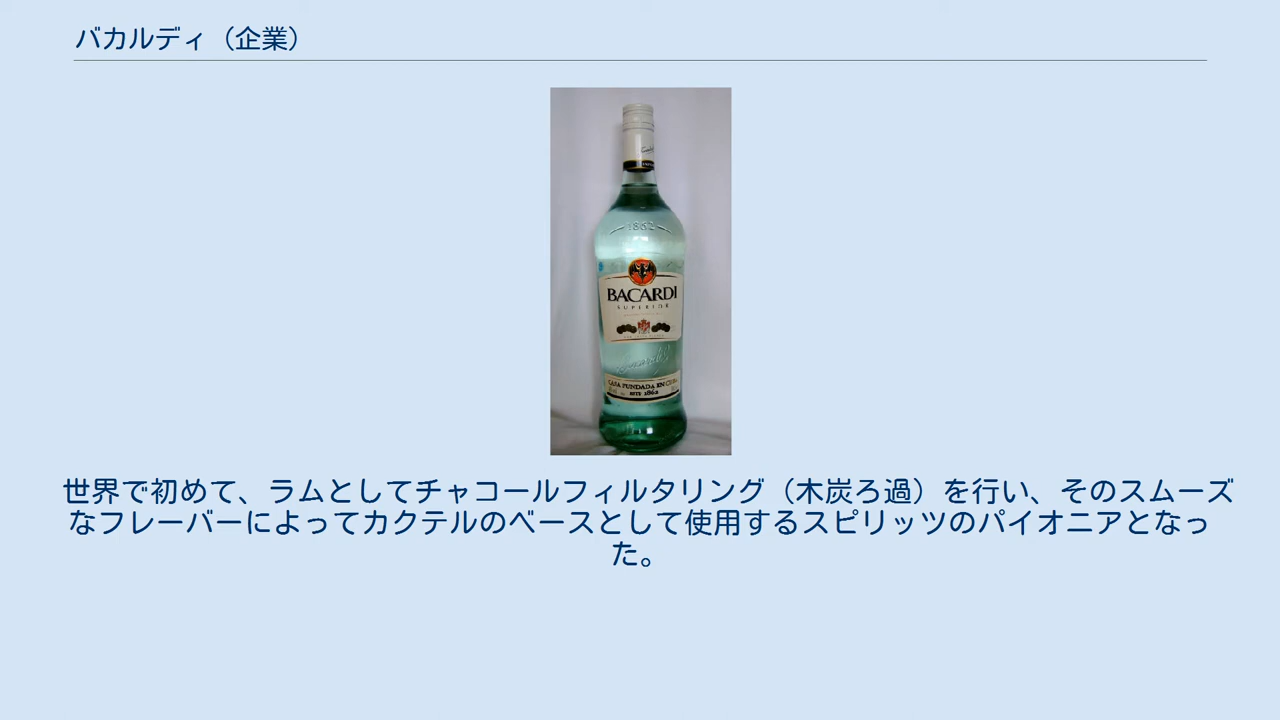 バカルディ（企業）
1862
BACARDI
SUPERIOR
CASA FUNDADA EN CUBA
1862
世界で初めて、ラムとしてチャコールフィルタリング（木炭ろ過）を行い、そのスムーズ
なフレーバーによってカクテルのベースとして使用するスピリッツのパイオニアとなっ
た。